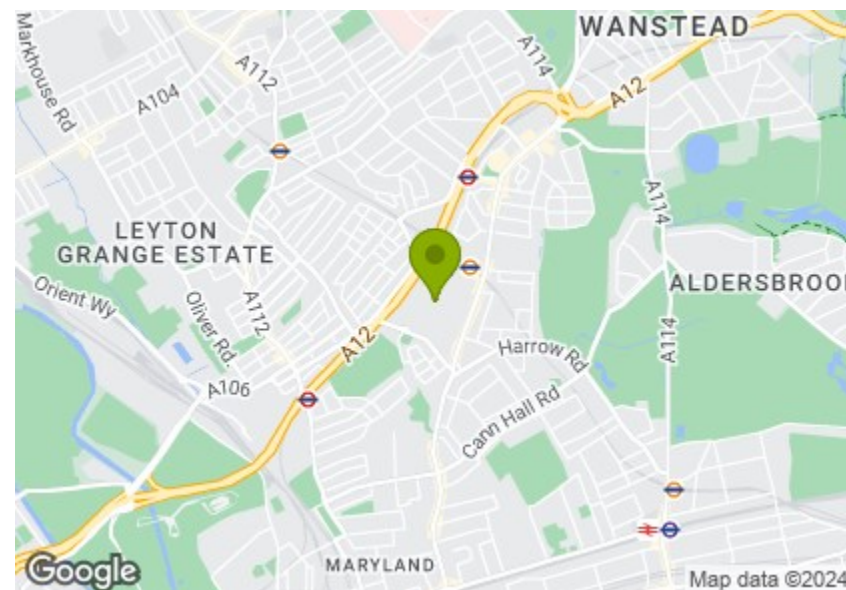 WANSTEAD
Markhouse Rd
A112
A114
A12
A104
A114
LEYTON
GRANGE ESTATE
ALDERSBROOK
Orient Wy
Oliver Rd.
A112
A12
A114
Harrow Rd
A106
Cann Hall Rd
MARYLAND
Google
Map data ©2024